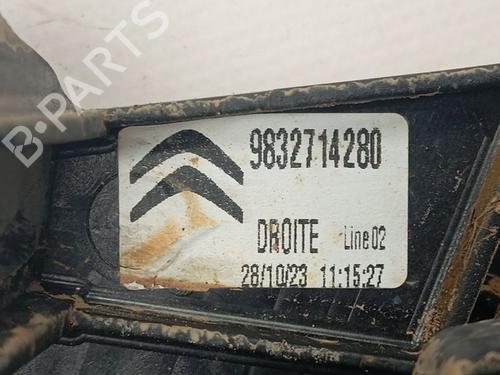 B-PARTS
9832714280
DROITE Line 02
28/10/23 11:15:27